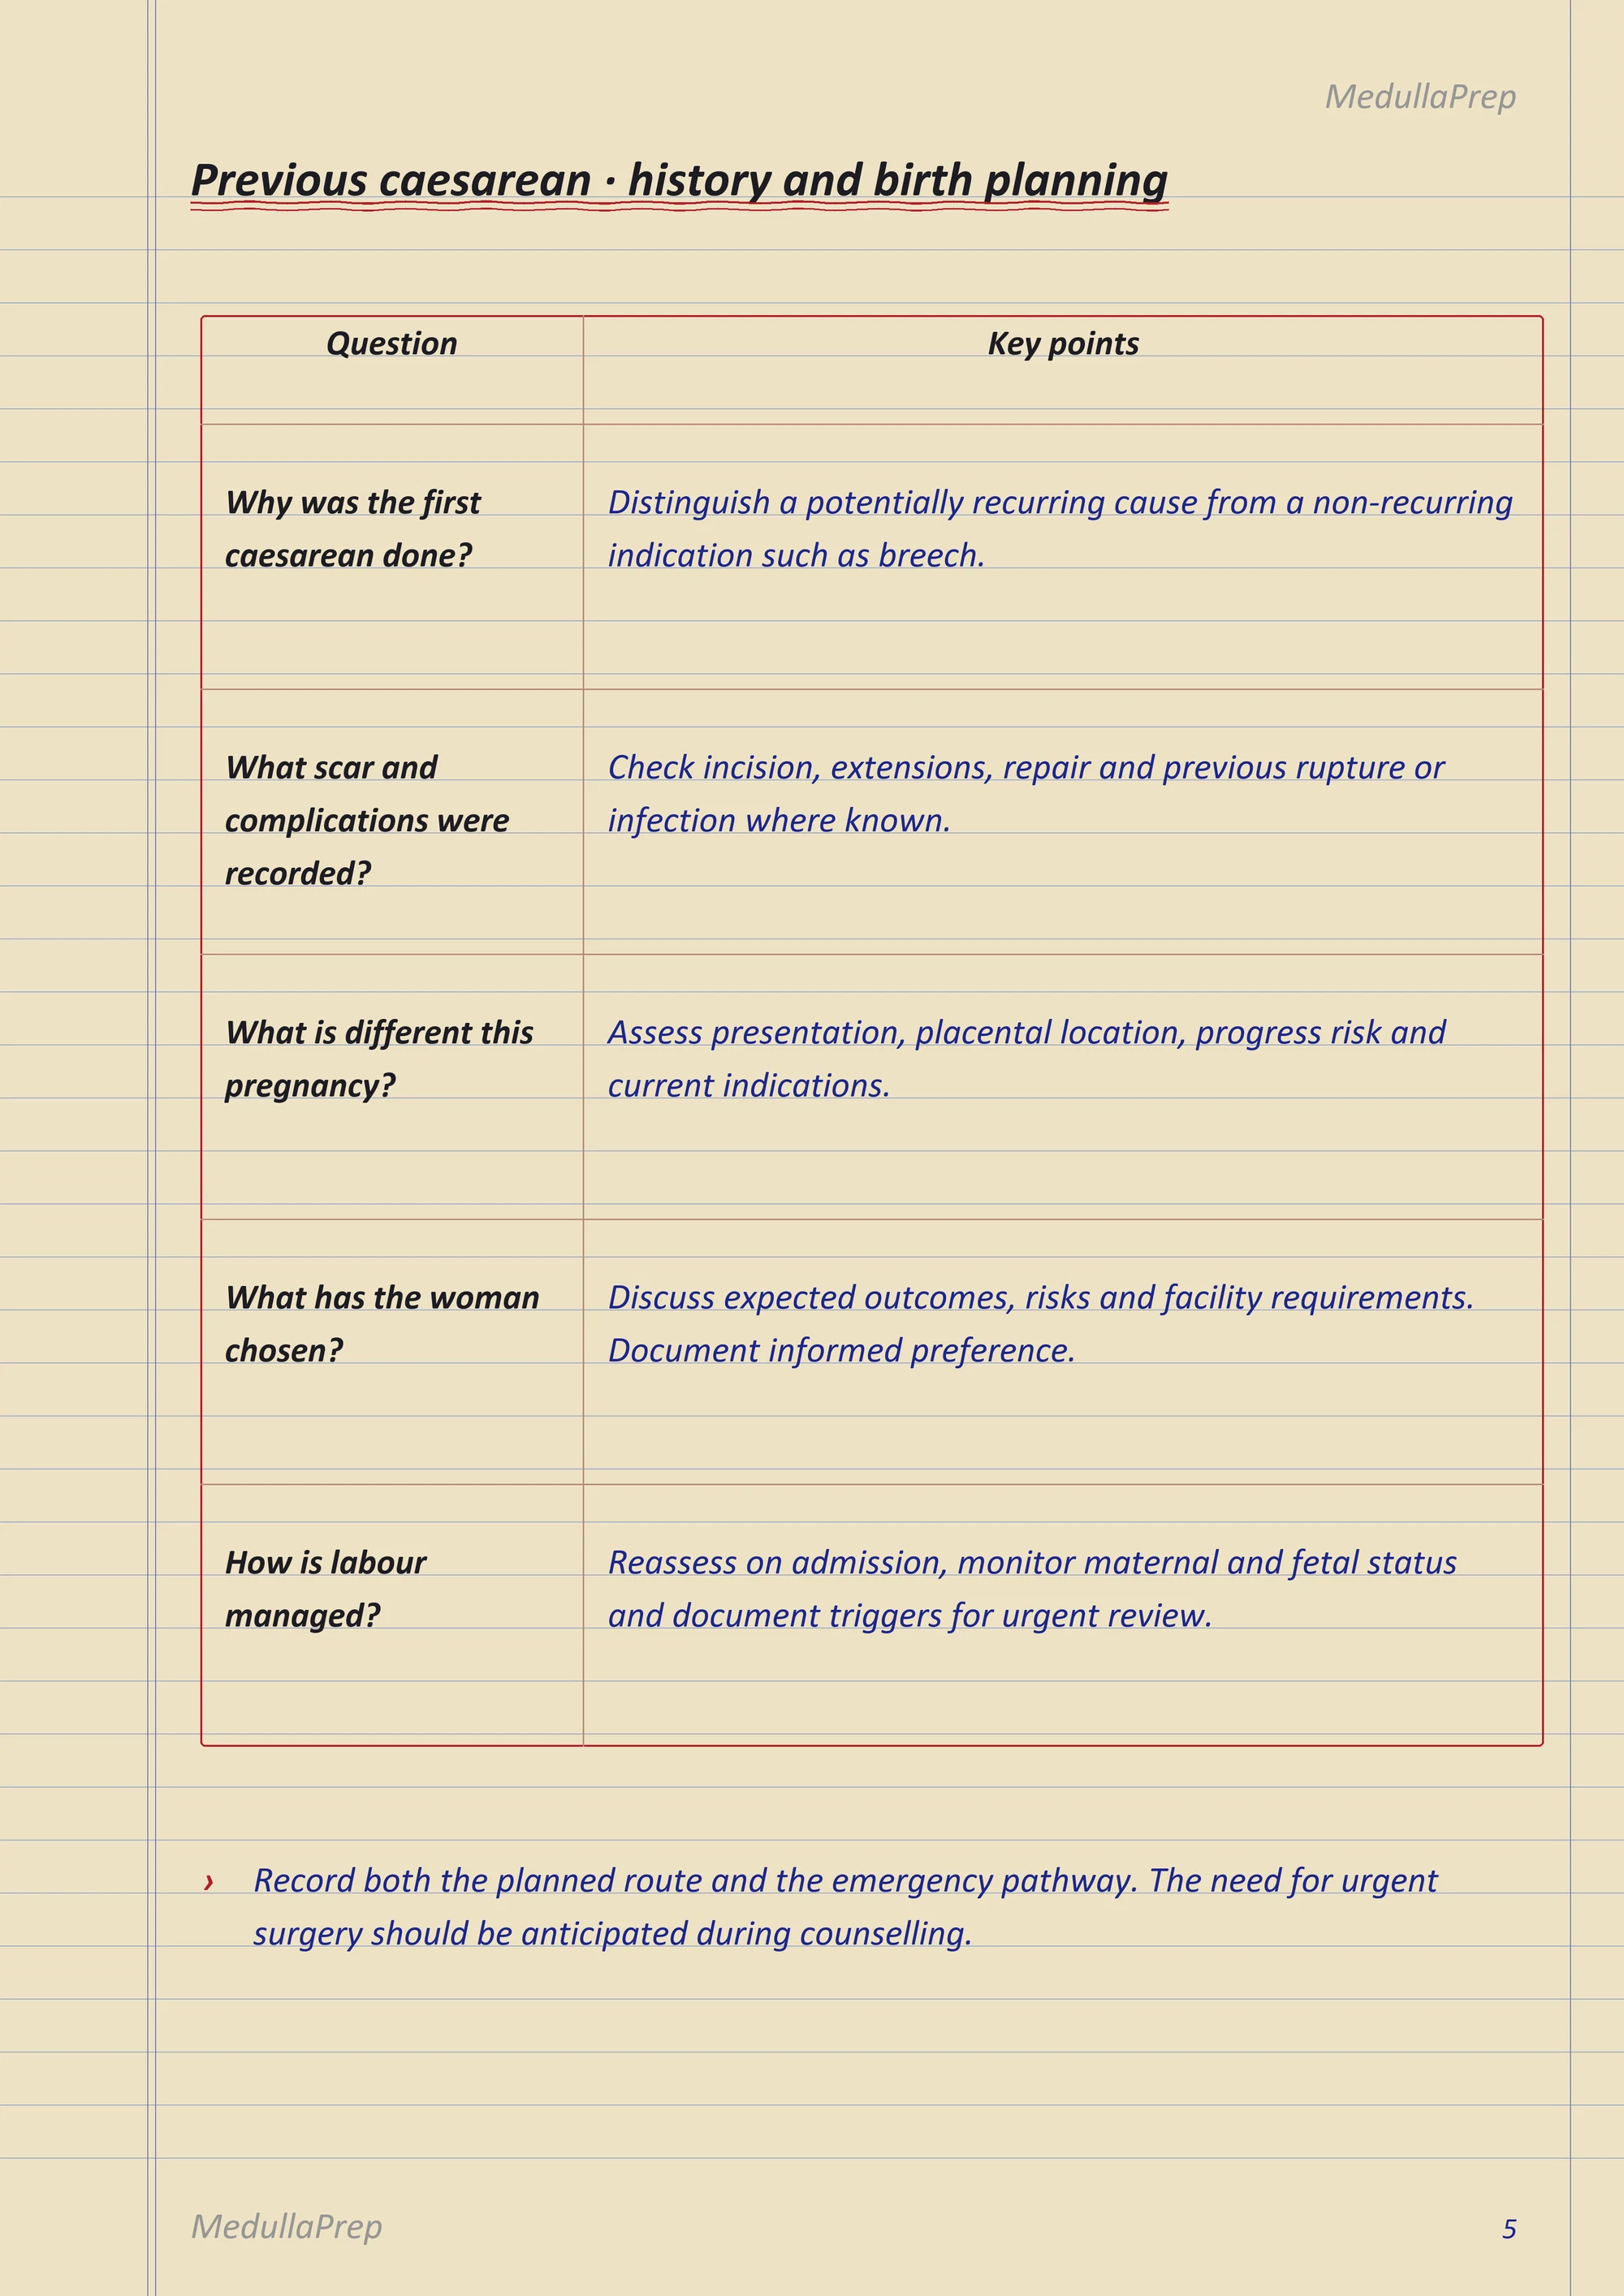 MedullaPrep
Previous caesarean · history and birth planning
Question
Key points
Why was the first
caesarean done?
Distinguish a potentially recurring cause from a non-recurring
indication such as breech.
What scar and
complications were
recorded?
Check incision, extensions, repair and previous rupture or
infection where known.
What is different this
pregnancy?
Assess presentation, placental location, progress risk and
current indications.
What has the woman
chosen?
Discuss expected outcomes, risks and facility requirements.
Document informed preference.
How is labour
managed?
Reassess on admission, monitor maternal and fetal status
and document triggers for urgent review.
› Record both the planned route and the emergency pathway. The need for urgent
surgery should be anticipated during counselling.
MedullaPrep
5